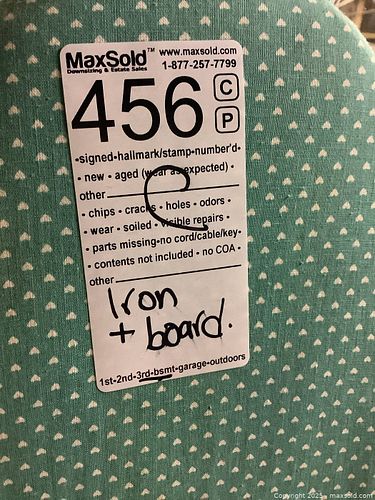 MaxSold™ www.maxsold.com
Downsizing & Estate Sales 1-877-257-7799
456 C
P
•signed•hallmark/stamp•number'd•
• new • aged (wear as expected) •
other
• chips • cracks • holes • odors •
• wear • soiled • visible repairs •
• parts missing•no cord/cable/key•
• contents not included • no COA •
other
Iron
+ board.
1st-2nd-3rd-bsmt-garage-outdoors
Copyright 2025 - maxsold.com